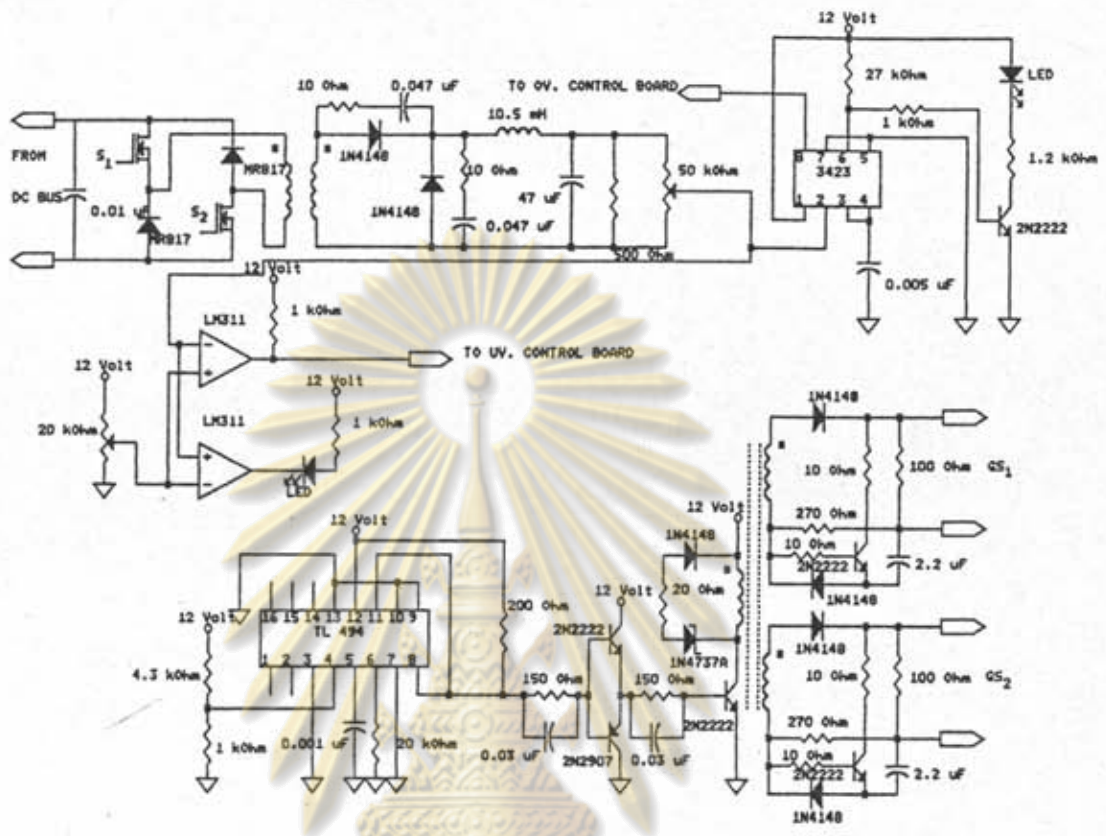 12 Volt
27 kOhm
LED
TO OV. CONTROL BOARD
1 kOhm
1.2 kOhm
8 7 6 5
3423
1 2 3 4
2N2222
0.005 uF
10 Ohm
0.047 uF
10.5 mH
1N4148
10 Ohm
50 kOhm
1N4148
47 uF
0.047 uF
500 Ohm
FROM
DC BUS
S1
MR817
0.01 uF
S2
MR817
12 Volt
1 kOhm
LM311
TO UV. CONTROL BOARD
12 Volt
12 Volt
20 kOhm
LM311
1 kOhm
LED
12 Volt
16 15 14 13 12 11 10 9
TL 494
1 2 3 4 5 6 7 8
12 Volt
4.3 kOhm
1 kOhm
0.001 uF
20 kOhm
200 Ohm
150 Ohm
0.03 uF
12 Volt
2N2222
2N2907
150 Ohm
0.03 uF
2N2222
12 Volt
1N4148
20 Ohm
1N4737A
1N4148
10 Ohm
100 Ohm
GS1
270 Ohm
10 Ohm
2N2222
2.2 uF
1N4148
1N4148
10 Ohm
100 Ohm
GS2
270 Ohm
10 Ohm
2N2222
2.2 uF
1N4148